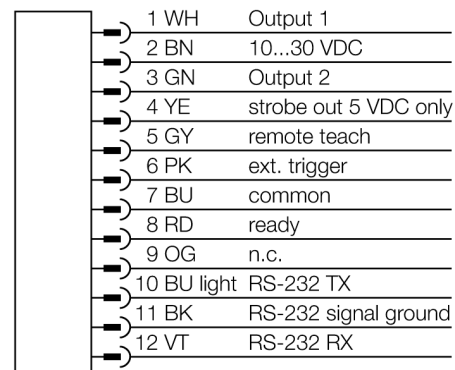 1 WH Output 1
2 BN 10...30 VDC
3 GN Output 2
4 YE strobe out 5 VDC only
5 GY remote teach
6 PK ext. trigger
7 BU common
8 RD ready
9 OG n.c.
10 BU light RS-232 TX
11 BK RS-232 signal ground
12 VT RS-232 RX